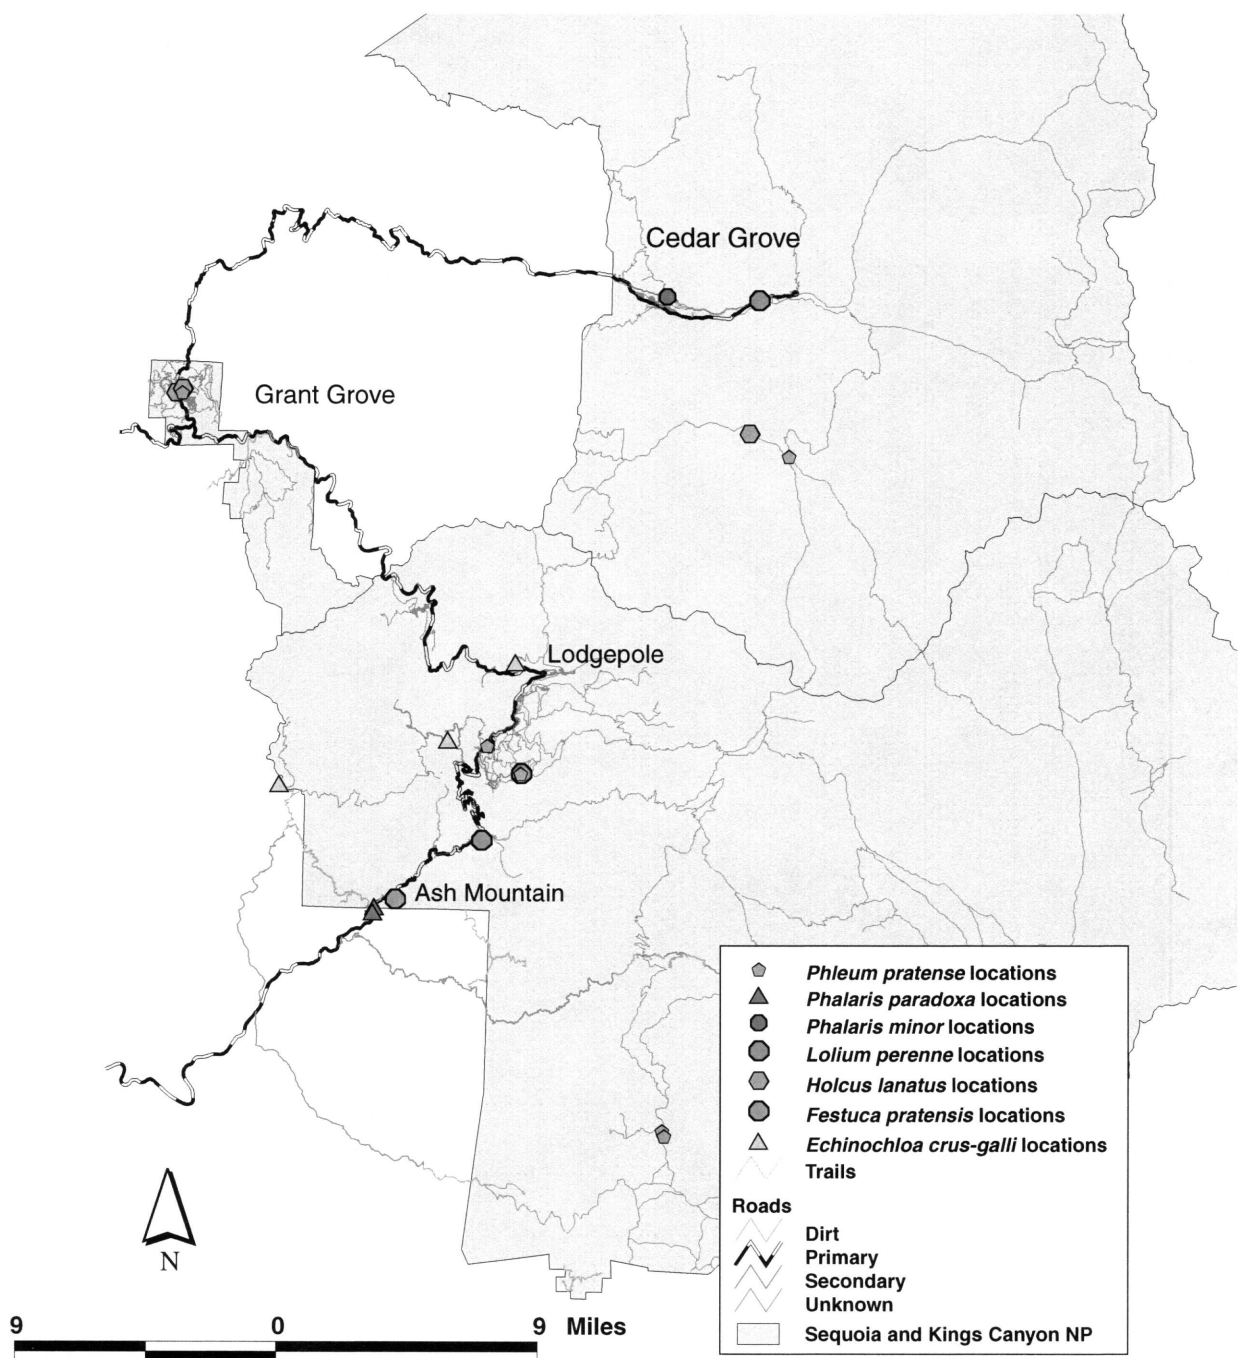 Cedar Grove
Grant Grove
Lodgepole
Ash Mountain
Phleum pratense locations
Phalaris paradoxa locations
Phalaris minor locations
Lolium perenne locations
Holcus lanatus locations
Festuca pratensis locations
Echinochloa crus-galli locations
Trails
Roads
Dirt
Primary
Secondary
Unknown
Sequoia and Kings Canyon NP
N
9 0 9 Miles